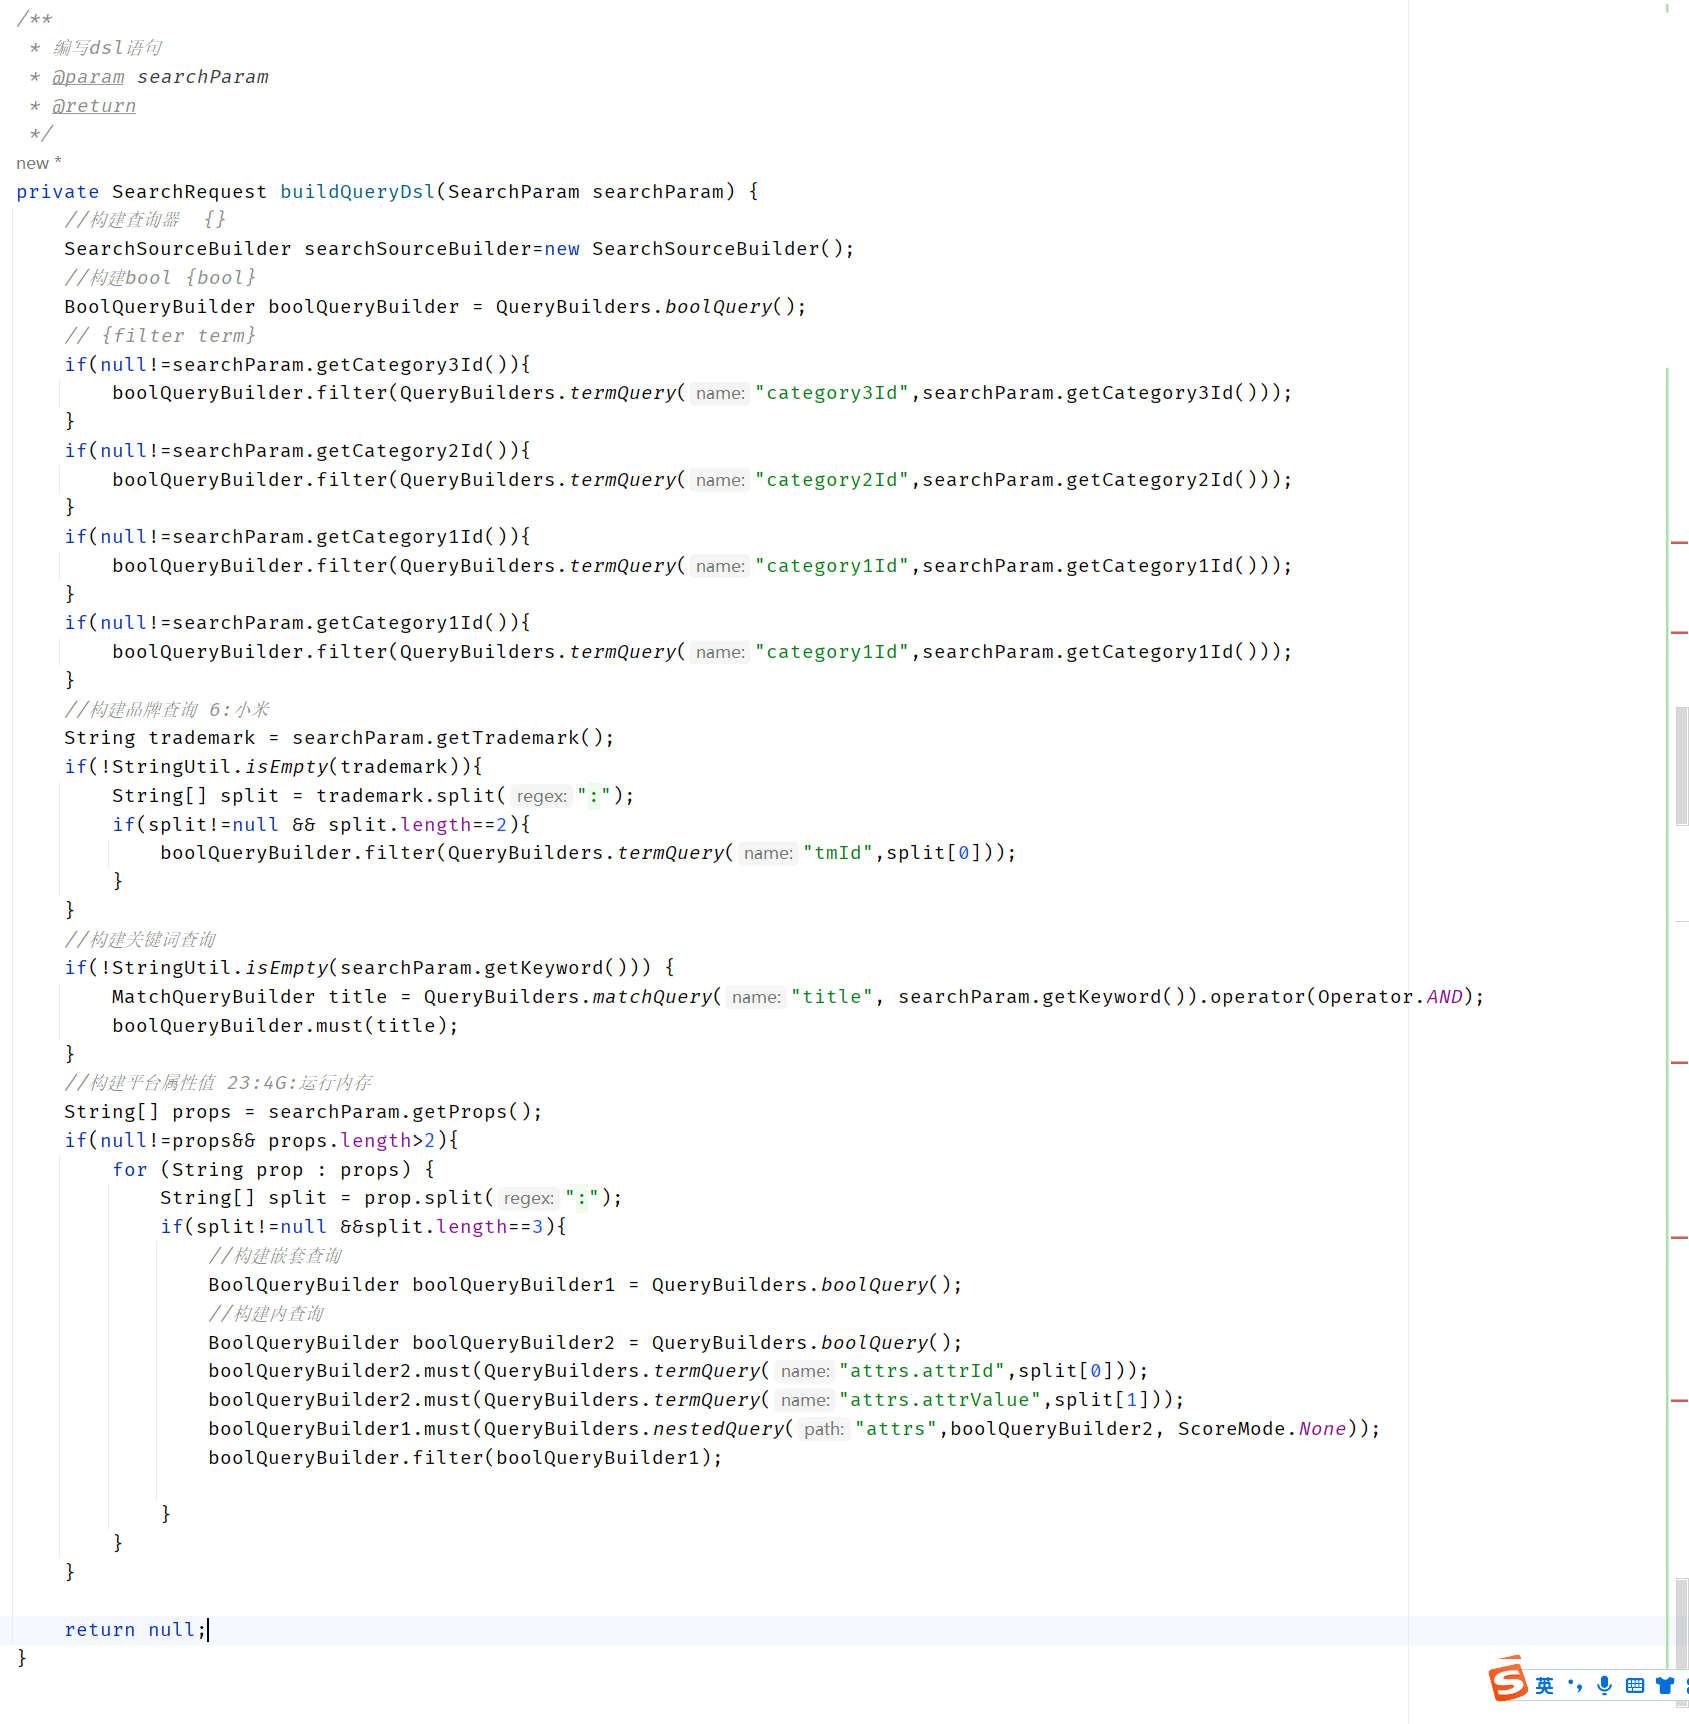 /**
 * 编写dsl语句
 * @param searchParam
 * @return
 */
new *
private SearchRequest buildQueryDsl(SearchParam searchParam) {
    //构建查询器  {}
    SearchSourceBuilder searchSourceBuilder=new SearchSourceBuilder();
    //构建bool {bool}
    BoolQueryBuilder boolQueryBuilder = QueryBuilders.boolQuery();
    // {filter term}
    if(null!=searchParam.getCategory3Id()){
        boolQueryBuilder.filter(QueryBuilders.termQuery( name: "category3Id",searchParam.getCategory3Id()));
    }
    if(null!=searchParam.getCategory2Id()){
        boolQueryBuilder.filter(QueryBuilders.termQuery( name: "category2Id",searchParam.getCategory2Id()));
    }
    if(null!=searchParam.getCategory1Id()){
        boolQueryBuilder.filter(QueryBuilders.termQuery( name: "category1Id",searchParam.getCategory1Id()));
    }
    if(null!=searchParam.getCategory1Id()){
        boolQueryBuilder.filter(QueryBuilders.termQuery( name: "category1Id",searchParam.getCategory1Id()));
    }
    //构建品牌查询 6:小米
    String trademark = searchParam.getTrademark();
    if(!StringUtil.isEmpty(trademark)){
        String[] split = trademark.split( regex: ":");
        if(split!=null && split.length==2){
            boolQueryBuilder.filter(QueryBuilders.termQuery( name: "tmId",split[0]));
        }
    }
    //构建关键词查询
    if(!StringUtil.isEmpty(searchParam.getKeyword())) {
        MatchQueryBuilder title = QueryBuilders.matchQuery( name: "title", searchParam.getKeyword()).operator(Operator.AND);
        boolQueryBuilder.must(title);
    }
    //构建平台属性值 23:4G:运行内存
    String[] props = searchParam.getProps();
    if(null!=props&& props.length>2){
        for (String prop : props) {
            String[] split = prop.split( regex: ":");
            if(split!=null &&split.length==3){
                //构建嵌套查询
                BoolQueryBuilder boolQueryBuilder1 = QueryBuilders.boolQuery();
                //构建内查询
                BoolQueryBuilder boolQueryBuilder2 = QueryBuilders.boolQuery();
                boolQueryBuilder2.must(QueryBuilders.termQuery( name: "attrs.attrId",split[0]));
                boolQueryBuilder2.must(QueryBuilders.termQuery( name: "attrs.attrValue",split[1]));
                boolQueryBuilder1.must(QueryBuilders.nestedQuery( path: "attrs",boolQueryBuilder2, ScoreMode.None));
                boolQueryBuilder.filter(boolQueryBuilder1);
            }
        }
    }
    return null;
}
英